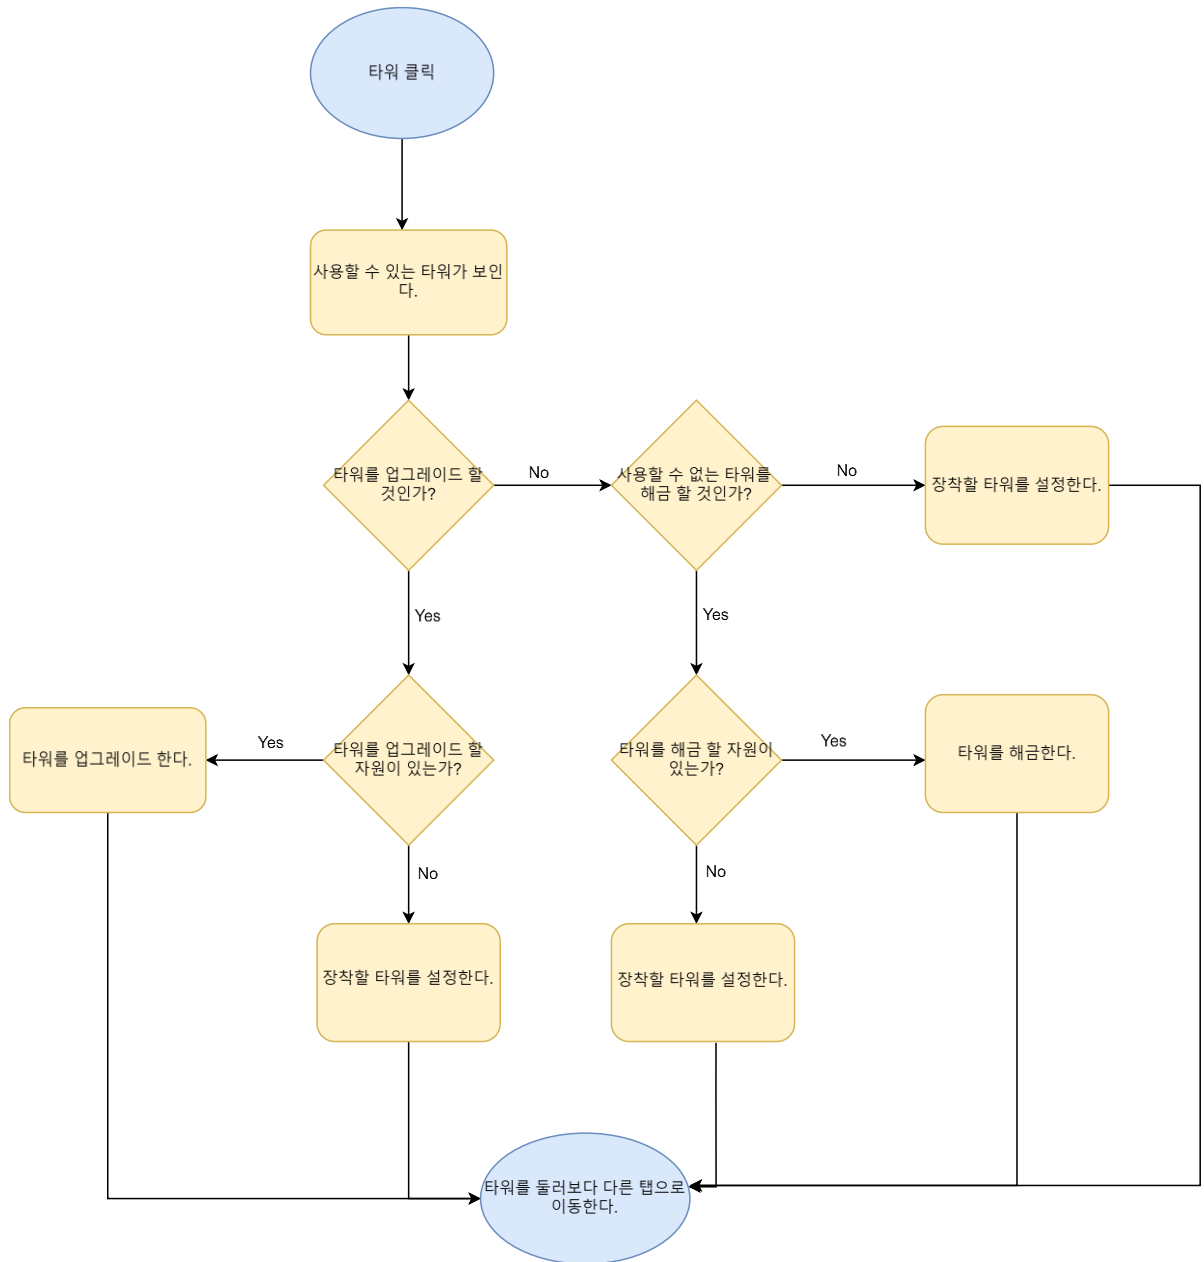 타워 클릭
사용할 수 있는 타워가 보인
다.
타워를 업그레이드 할
것인가?
No
사용할 수 없는 타워를
해금 할 것인가?
No
장착할 타워를 설정한다.
Yes
Yes
타워를 업그레이드 한다.
Yes
타워를 업그레이드 할
자원이 있는가?
타워를 해금 할 자원이
있는가?
Yes
타워를 해금한다.
No
No
장착할 타워를 설정한다.
장착할 타워를 설정한다.
타워를 둘러보다 다른 탭으로
이동한다.